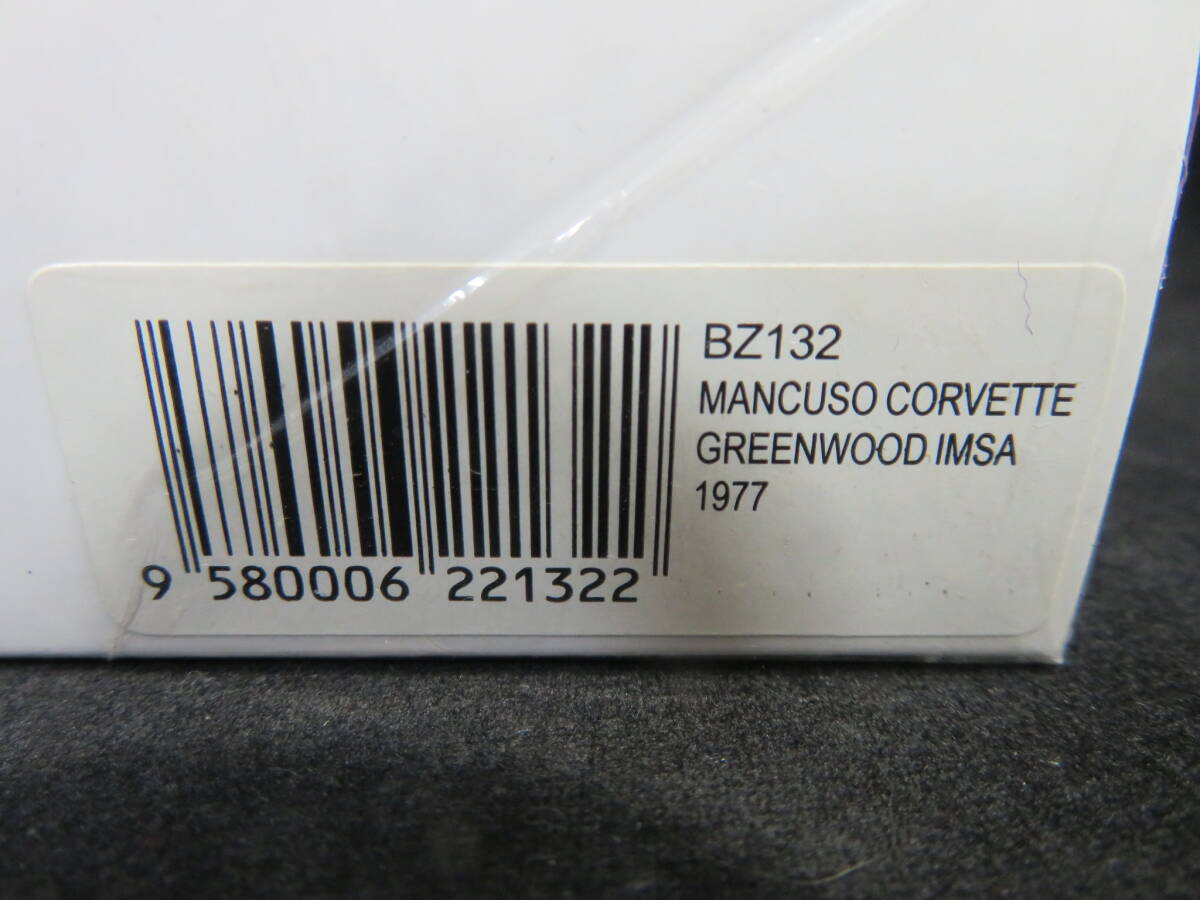 BZ132
MANCUSO CORVETTE
GREENWOOD IMSA
1977
9 580006 221322